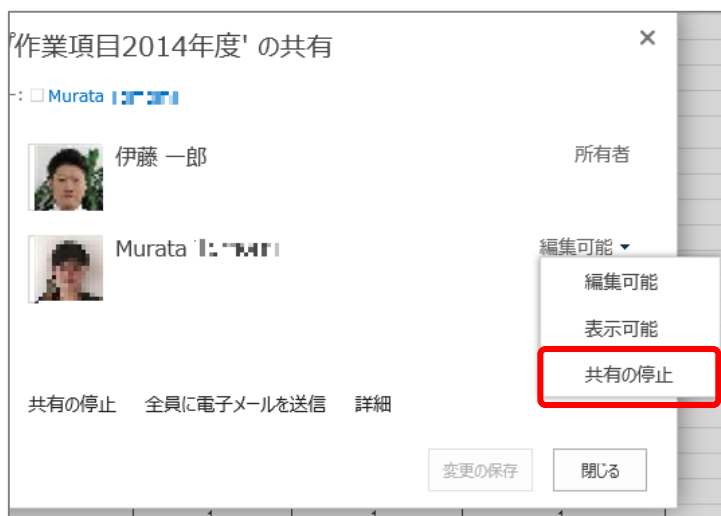 '作業項目2014年度' の共有
Murata
伊藤 一郎
所有者
Murata
編集可能
編集可能
表示可能
共有の停止
共有の停止 全員に電子メールを送信 詳細
変更の保存 閉じる
1 1 1